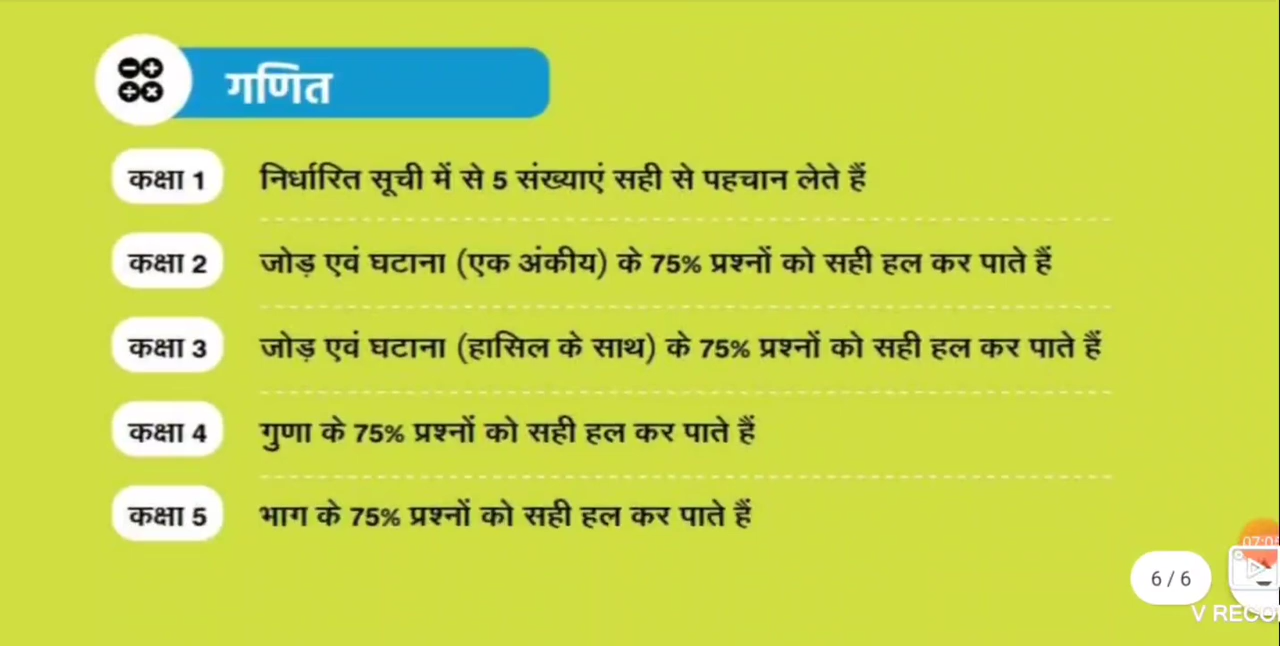 गणित
कक्षा 1 निर्धारित सूची में से 5 संख्याएं सही से पहचान लेते हैं
कक्षा 2 जोड़ एवं घटाना (एक अंकीय) के 75% प्रश्नों को सही हल कर पाते हैं
कक्षा 3 जोड़ एवं घटाना (हासिल के साथ) के 75% प्रश्नों को सही हल कर पाते हैं
कक्षा 4 गुणा के 75% प्रश्नों को सही हल कर पाते हैं
कक्षा 5 भाग के 75% प्रश्नों को सही हल कर पाते हैं
6 / 6
V RECO